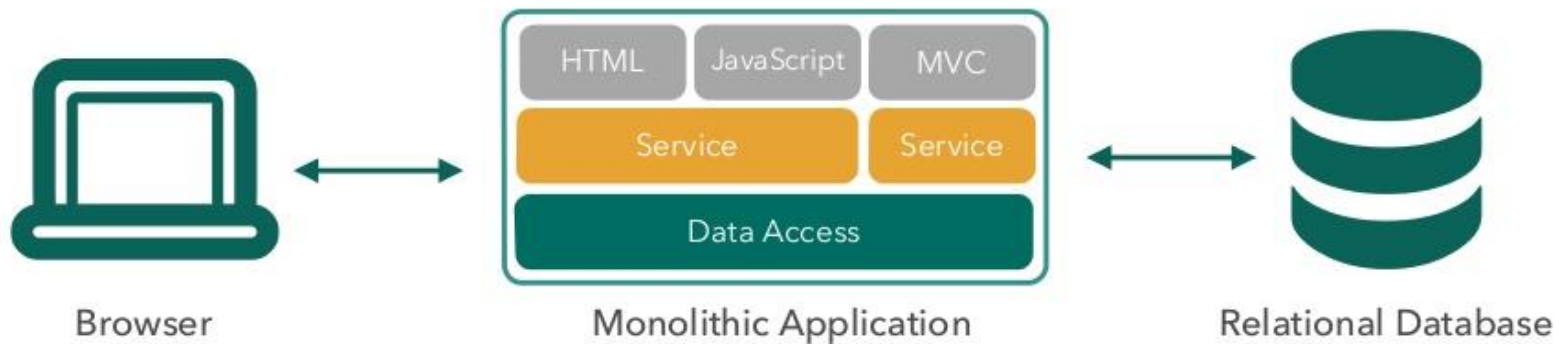 HTML JavaScript MVC
Service Service
Data Access
Browser Monolithic Application Relational Database